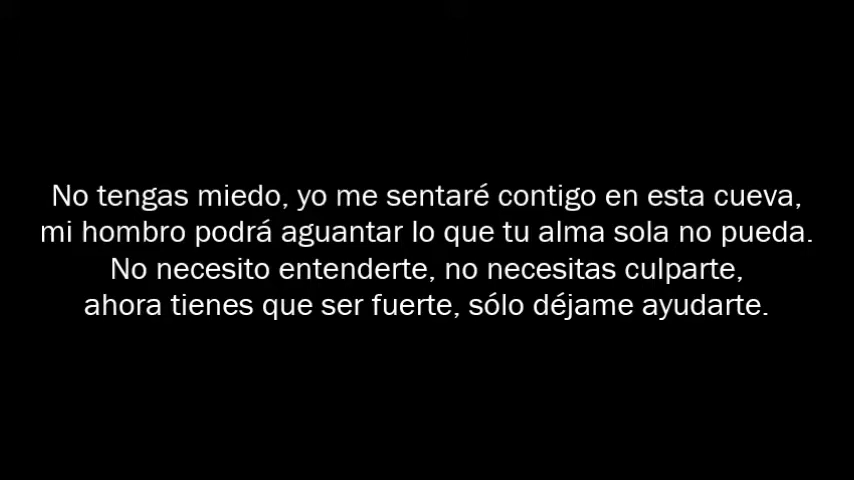 No tengas miedo, yo me sentaré contigo en esta cueva,
mi hombro podrá aguantar lo que tu alma sola no pueda.
No necesito entenderte, no necesitas culparte,
ahora tienes que ser fuerte, sólo déjame ayudarte.